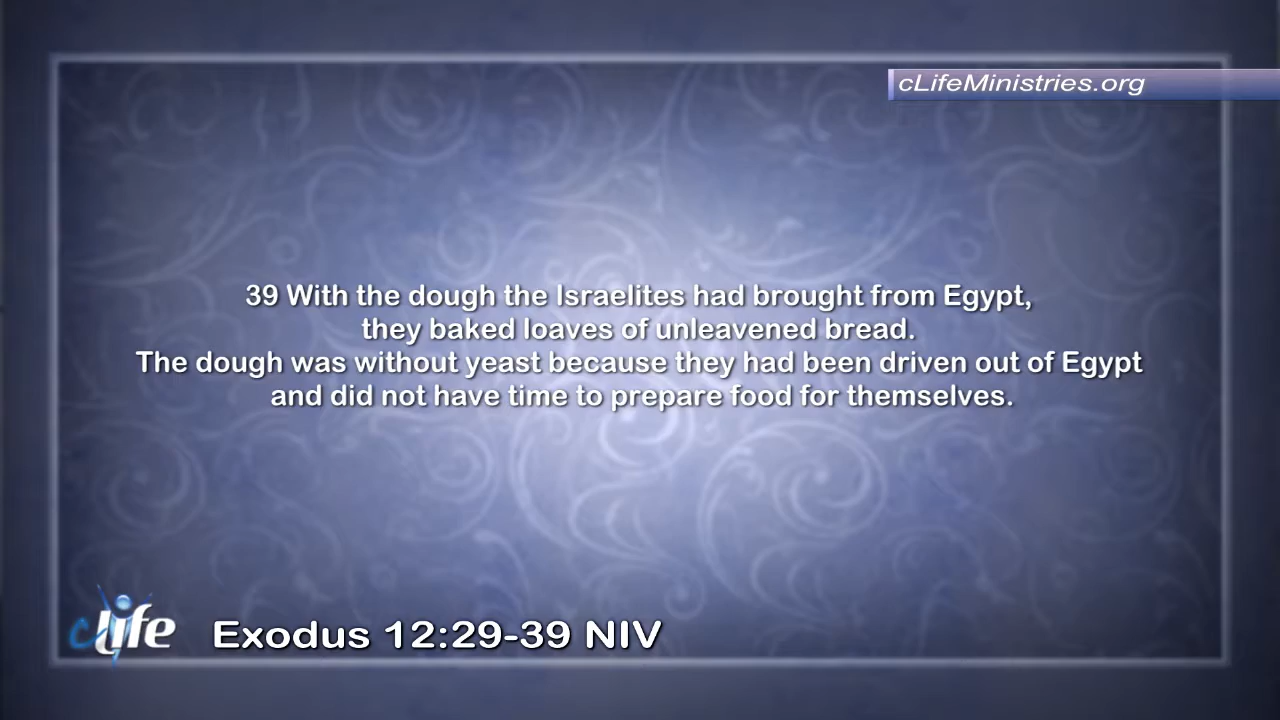 cLifeMinistries.org
39 With the dough the Israelites had brought from Egypt,
they baked loaves of unleavened bread.
The dough was without yeast because they had been driven out of Egypt
and did not have time to prepare food for themselves.
cLife
Exodus 12:29-39 NIV